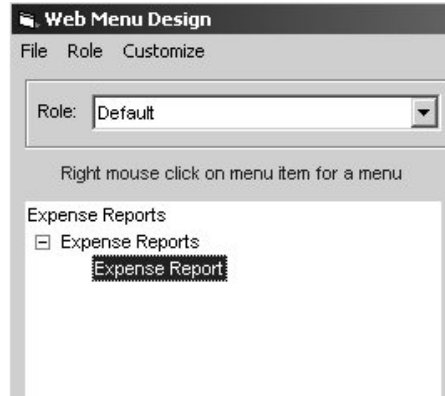 Web Menu Design
File Role Customize
Role: Default
Right mouse click on menu item for a menu
Expense Reports
Expense Reports
Expense Report